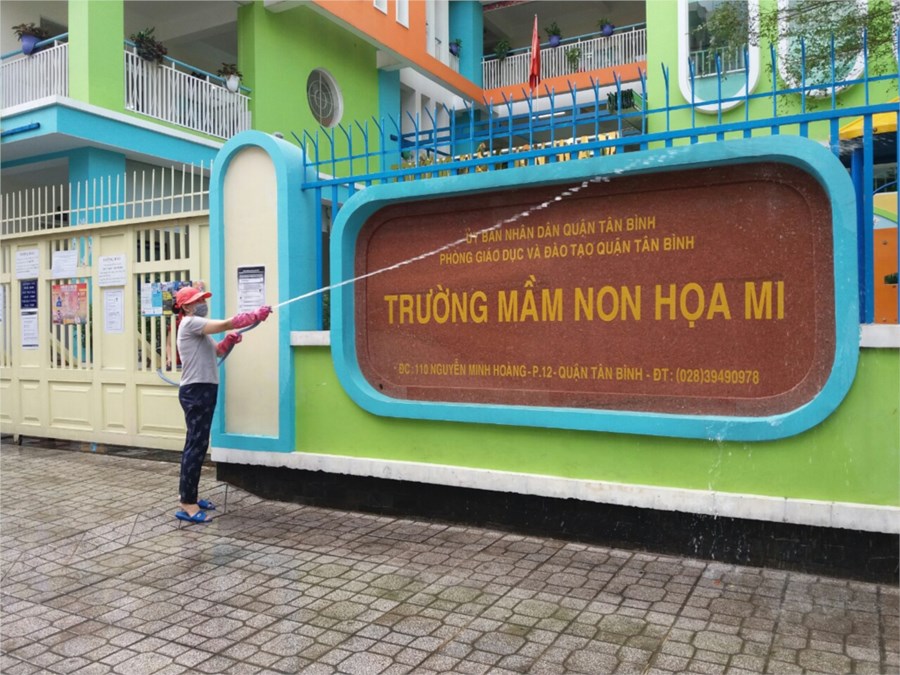 ỦY BAN NHÂN DÂN QUẬN TÂN BÌNH
PHÒNG GIÁO DỤC VÀ ĐÀO TẠO QUẬN TÂN BÌNH
TRƯỜNG MẦM NON HỌA MI
ĐC: 110 NGUYỄN MINH HOÀNG - P.12 - QUẬN TÂN BÌNH - ĐT: (028)39490978